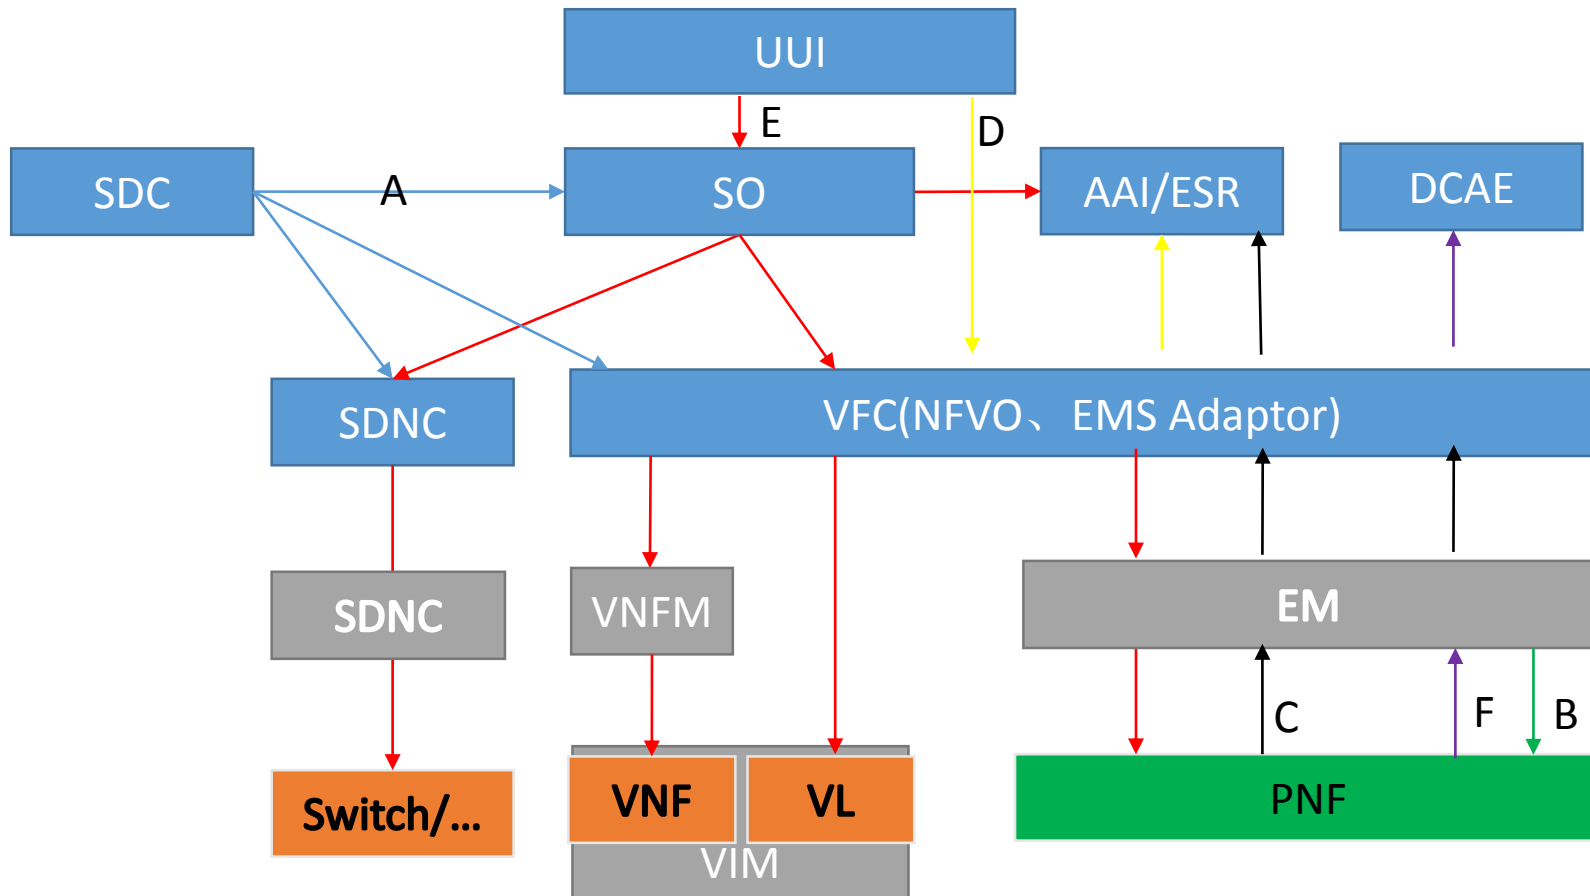 UUI
E
D
SDC
A
SO
AAI/ESR
DCAE
SDNC
VFC(NFVO、EMS Adaptor)
SDNC
VNFM
EM
C
F
B
Switch/...
VNF
VL
PNF
VIM